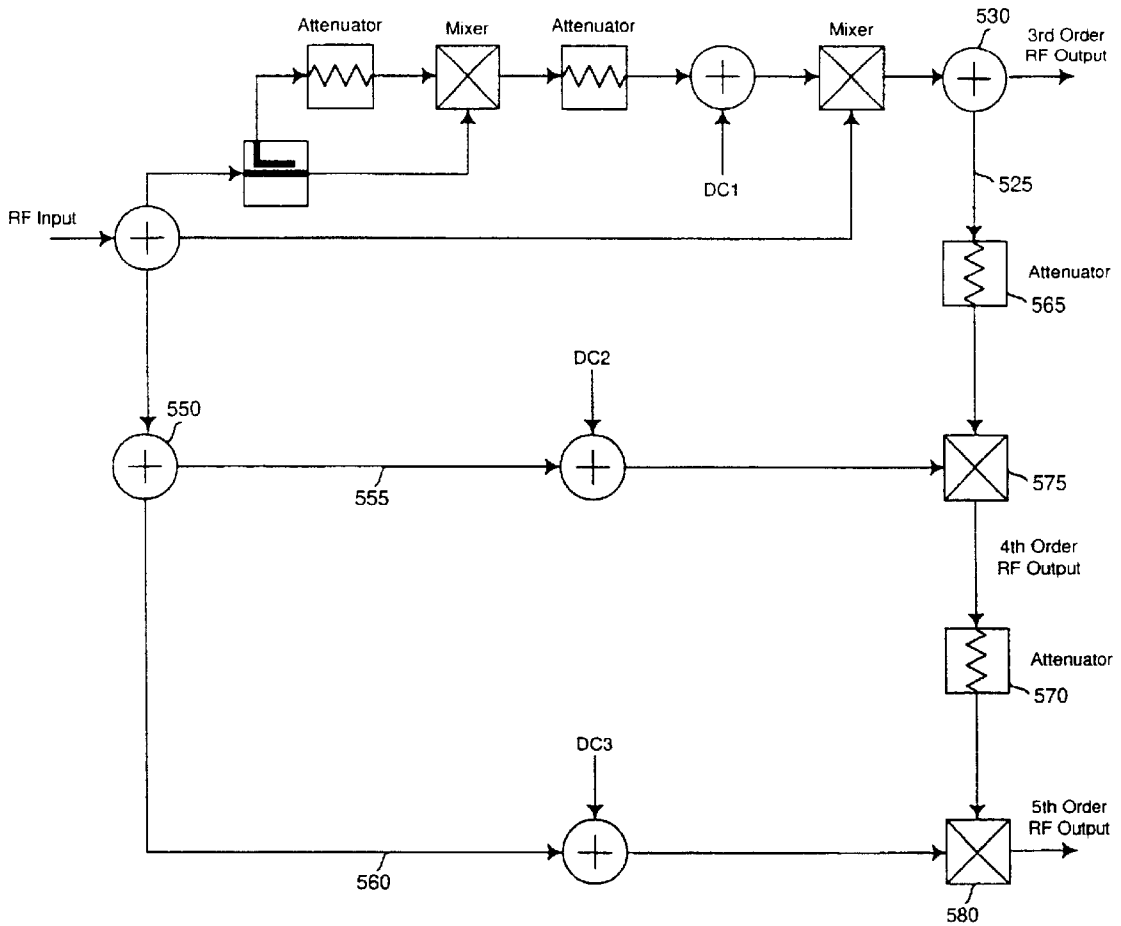 530
Attenuator
Mixer
Attenuator
Mixer
3rd Order
RF Output
DC1
525
RF Input
Attenuator
565
DC2
550
555
575
4th Order
RF Output
Attenuator
570
DC3
5th Order
RF Output
560
580